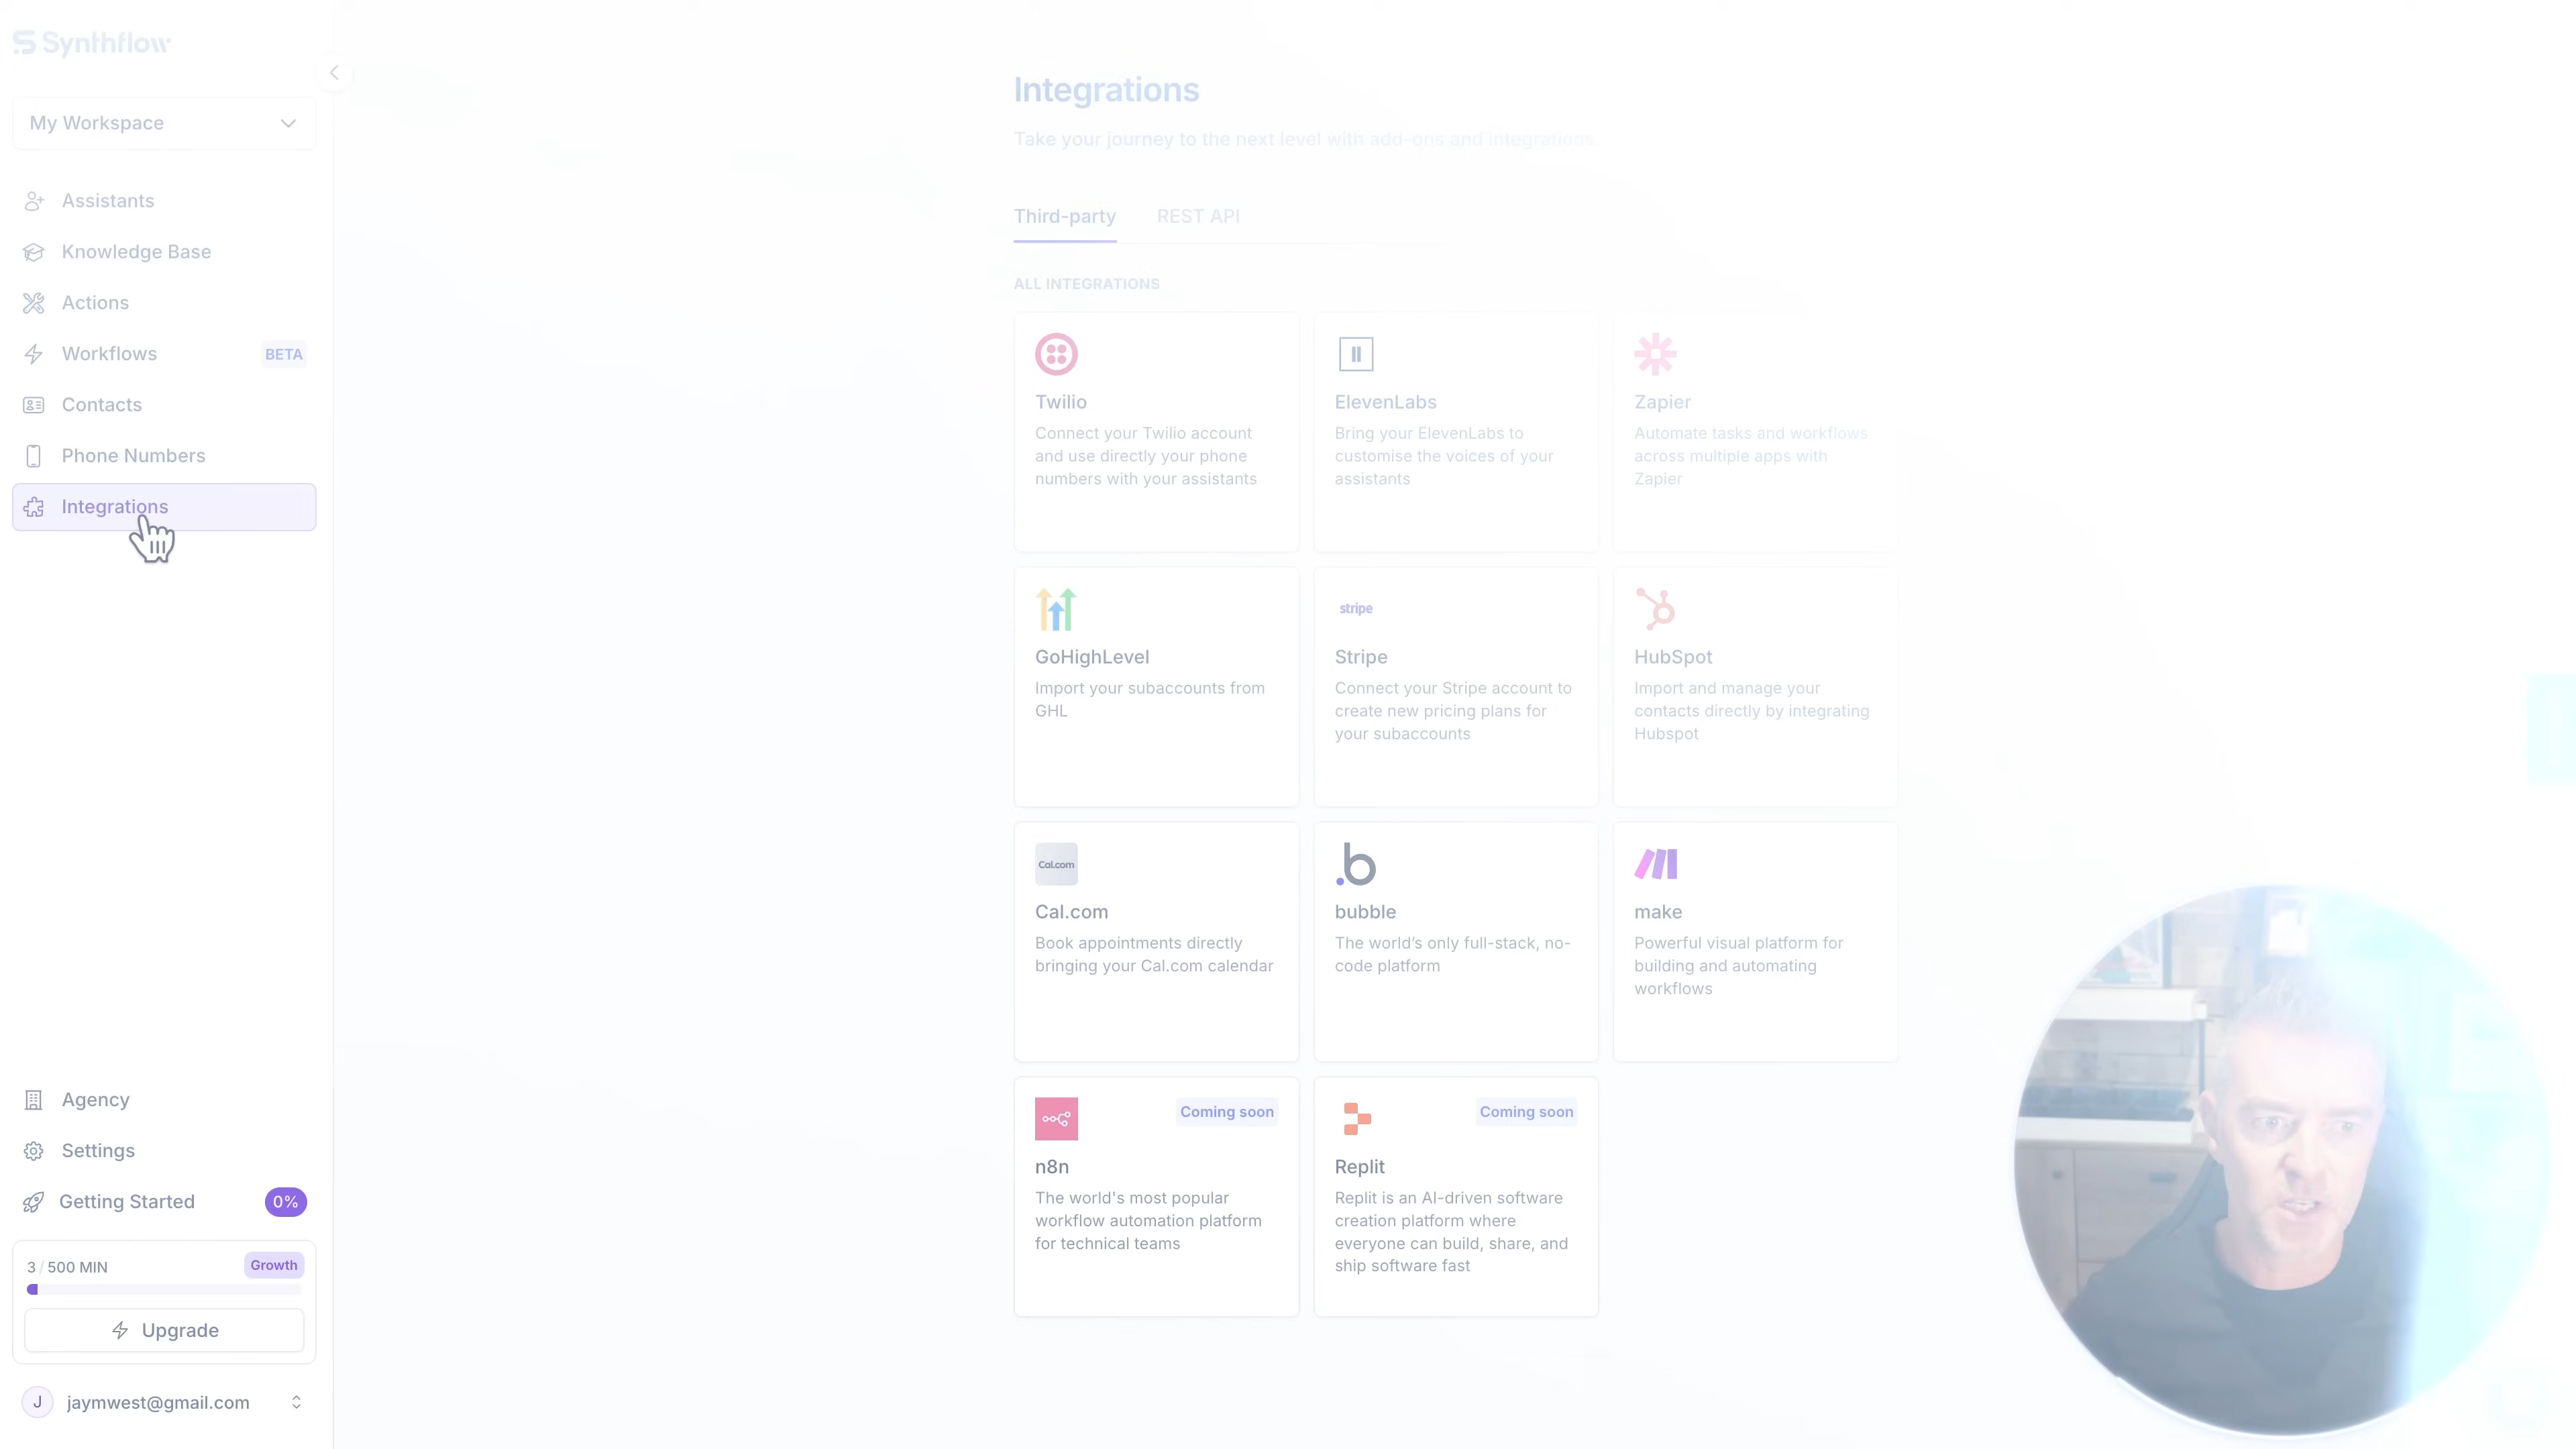 Synthflow
My Workspace
Assistants
Knowledge Base
Actions
Workflows BETA
Contacts
Phone Numbers
Integrations
Agency
Settings
Getting Started 0%
3 / 500 MIN Growth
Upgrade
J jaymwest@gmail.com
Integrations
Take your journey to the next level with add-ons and integrations.
Third-party REST API
ALL INTEGRATIONS
Twilio
Connect your Twilio account
and use directly your phone
numbers with your assistants
ElevenLabs
Bring your ElevenLabs to
customise the voices of your
assistants
Zapier
Automate tasks and workflows
across multiple apps with
Zapier
GoHighLevel
Import your subaccounts from
GHL
stripe
Stripe
Connect your Stripe account to
create new pricing plans for
your subaccounts
HubSpot
Import and manage your
contacts directly by integrating
Hubspot
Cal.com
Cal.com
Book appointments directly
bringing your Cal.com calendar
b
bubble
The world’s only full-stack, no-
code platform
make
Powerful visual platform for
building and automating
workflows
Coming soon
n8n
The world's most popular
workflow automation platform
for technical teams
Coming soon
Replit
Replit is an AI-driven software
creation platform where
everyone can build, share, and
ship software fast